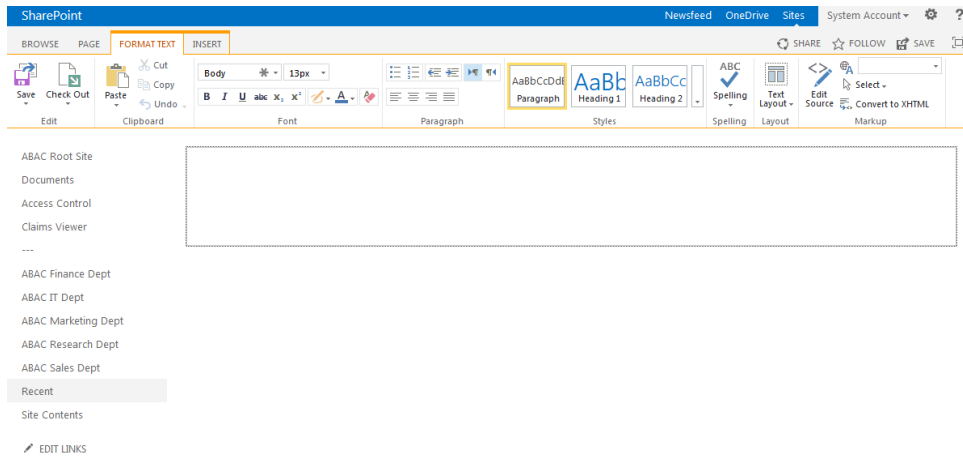 SharePoint Newsfeed OneDrive Sites System Account ?
BROWSE PAGE FORMAT TEXT INSERT SHARE FOLLOW SAVE
Save Check Out Paste Cut Copy Undo
Body 13px
B I U abc X₂ X² A
AaBbCcDdE AaBb AaBbCc
Paragraph Heading 1 Heading 2
ABC Spelling
Text Layout
Edit Source Select Convert to XHTML
Edit Clipboard Font Paragraph Styles Spelling Layout Markup
ABAC Root Site
Documents
Access Control
Claims Viewer
---
ABAC Finance Dept
ABAC IT Dept
ABAC Marketing Dept
ABAC Research Dept
ABAC Sales Dept
Recent
Site Contents
EDIT LINKS